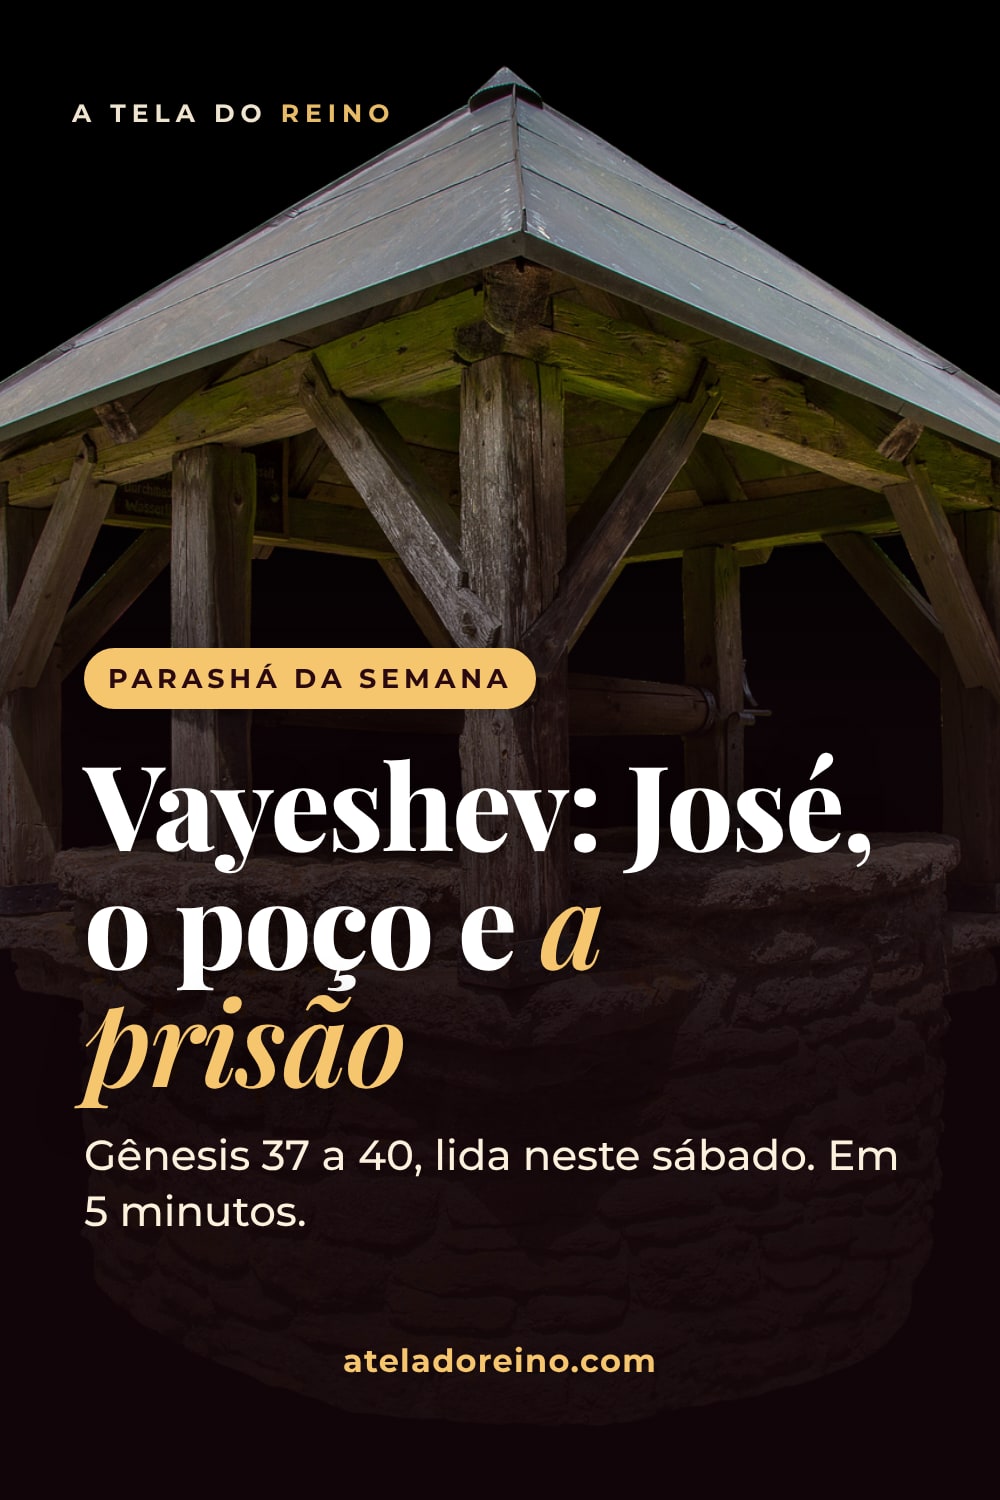 A TELA DO REINO
PARASHÁ DA SEMANA
Vayeshev: José,
o poço e a
prisão
Gênesis 37 a 40, lida neste sábado. Em
5 minutos.
ateladoreino.com